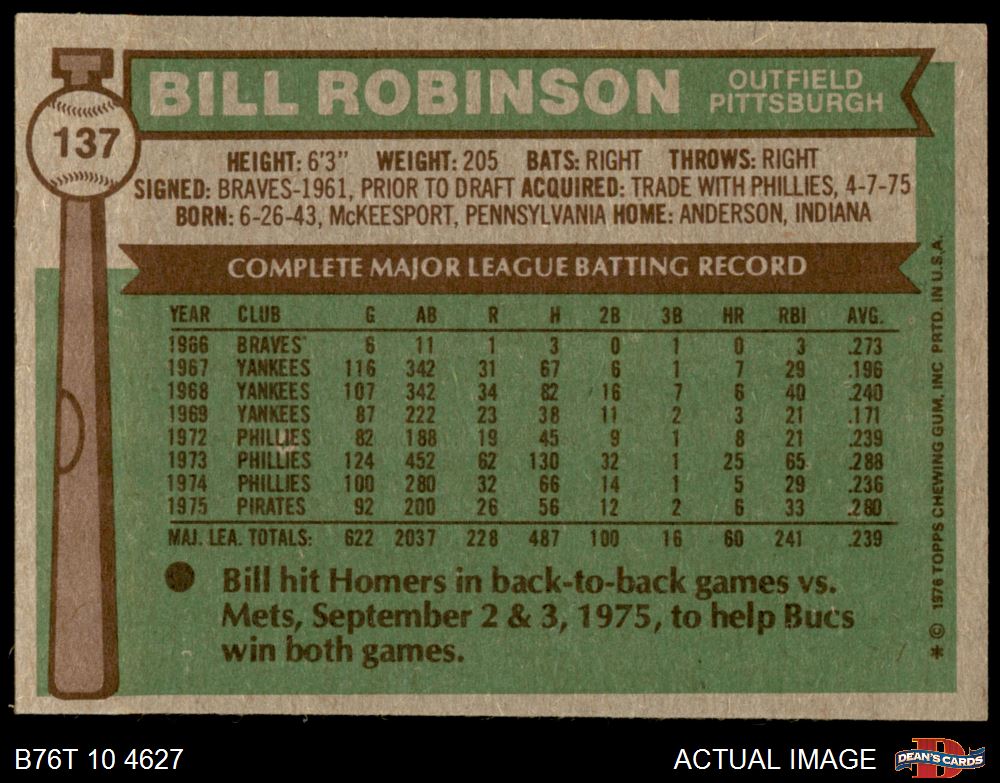 137
BILL ROBINSON
OUTFIELD
PITTSBURGH
HEIGHT: 6'3" WEIGHT: 205 BATS: RIGHT THROWS: RIGHT
SIGNED: BRAVES-1961, PRIOR TO DRAFT ACQUIRED: TRADE WITH PHILLIES, 4-7-75
BORN: 6-26-43, McKEESPORT, PENNSYLVANIA HOME: ANDERSON, INDIANA
COMPLETE MAJOR LEAGUE BATTING RECORD
YEAR CLUB G AB R H 2B 3B HR RBI AVG.
1966 BRAVES 6 11 1 3 0 1 0 3 .273
1967 YANKEES 116 342 31 67 6 1 7 29 .196
1968 YANKEES 107 342 34 82 16 7 6 40 .240
1969 YANKEES 87 222 23 38 11 2 3 21 .171
1972 PHILLIES 82 188 19 45 9 1 8 21 .239
1973 PHILLIES 124 452 62 130 32 1 25 65 .288
1974 PHILLIES 100 280 32 66 14 1 5 29 .236
1975 PIRATES 92 200 26 56 12 2 6 33 .280
MAJ. LEA. TOTALS: 622 2037 228 487 100 16 60 241 .239
Bill hit Homers in back-to-back games vs.
Mets, September 2 & 3, 1975, to help Bucs
win both games.
* © 1976 TOPPS CHEWING GUM, INC PRTD. IN U.S.A.
B76T 10 4627
ACTUAL IMAGE
D
DEAN'S CARDS